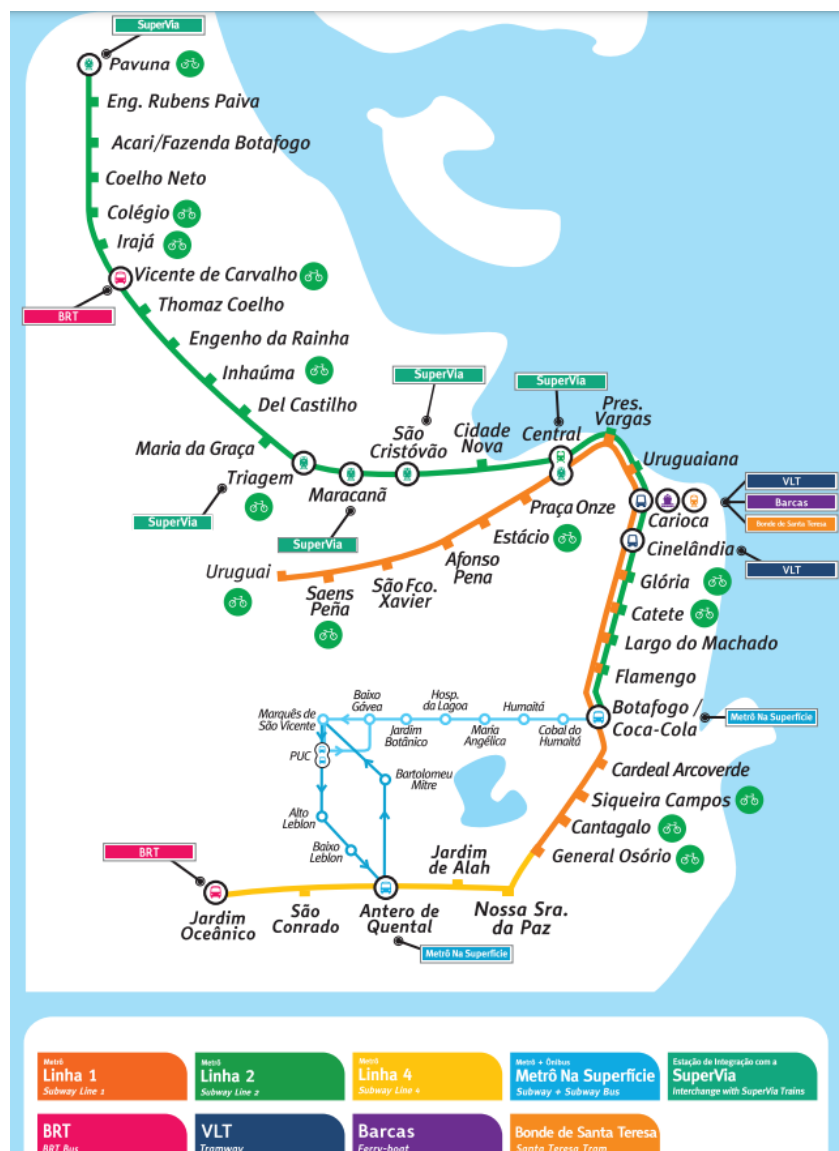 SuperVia
Pavuna
Eng. Rubens Paiva
Acari/Fazenda Botafogo
Coelho Neto
Colégio
Irajá
Vicente de Carvalho
BRT
Thomaz Coelho
Engenho da Rainha
Inhaúma
Del Castilho
Maria da Graça
Triagem
SuperVia
Maracanã
SuperVia
SuperVia
São
Cristóvão
Cidade
Nova
SuperVia
Central
Pres.
Vargas
Uruguaiana
Praça Onze
Estácio
Afonso
Pena
São Fco.
Xavier
Saens
Peña
Uruguai
Carioca
VLT
Barcas
Bonde de Santa Teresa
Cinelândia
VLT
Glória
Catete
Largo do Machado
Flamengo
Botafogo /
Coca-Cola
Metrô Na Superfície
Cobal do
Humaitá
Humaitá
Maria
Angélica
Hosp.
da Lagoa
Jardim
Botânico
Baixo
Gávea
Marquês de
São Vicente
PUC
Bartolomeu
Mitre
Alto
Leblon
Baixo
Leblon
Cardeal Arcoverde
Siqueira Campos
Cantagalo
General Osório
Nossa Sra.
da Paz
Jardim
de Alah
Antero de
Quental
Metrô Na Superfície
São
Conrado
Jardim
Oceânico
BRT
Metrô
Linha 1
Subway Line 1
Metrô
Linha 2
Subway Line 2
Metrô
Linha 4
Subway Line 4
Metrô + Ônibus
Metrô Na Superfície
Subway + Subway Bus
Estação de Integração com a
SuperVia
Interchange with SuperVia Trains
BRT
BRT Bus
VLT
Tramway
Barcas
Ferry-boat
Bonde de Santa Teresa
Santa Teresa Tram